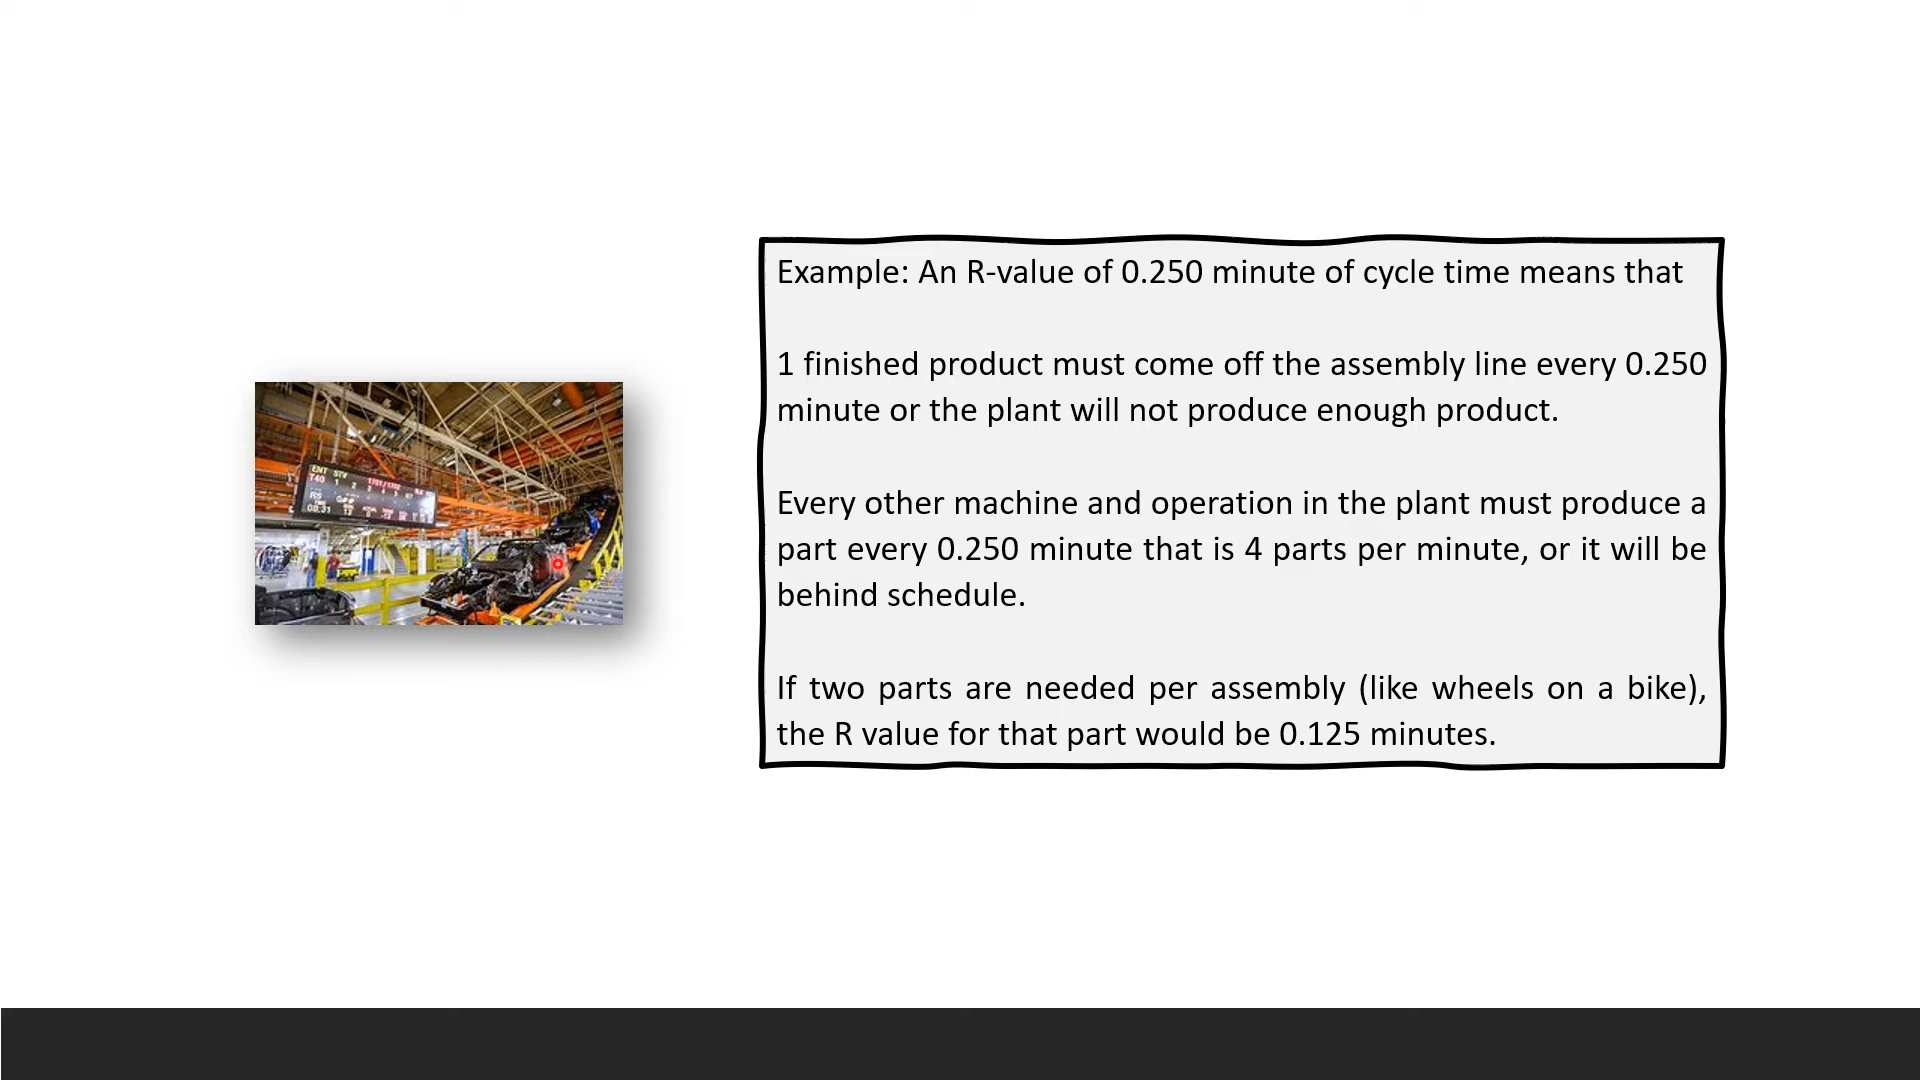 Example: An R-value of 0.250 minute of cycle time means that
1 finished product must come off the assembly line every 0.250
minute or the plant will not produce enough product.
Every other machine and operation in the plant must produce a
part every 0.250 minute that is 4 parts per minute, or it will be
behind schedule.
If two parts are needed per assembly (like wheels on a bike),
the R value for that part would be 0.125 minutes.
T40
RS
08:31